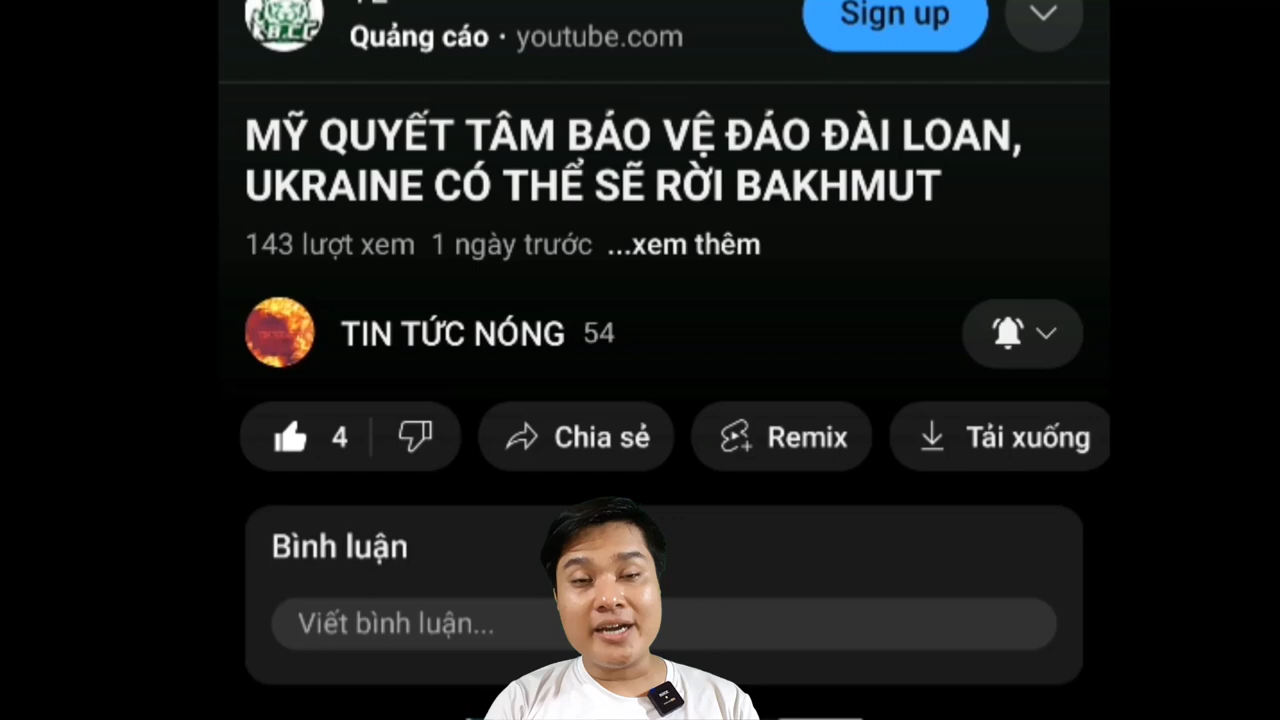 Quảng cáo · youtube.com
Sign up
MỸ QUYẾT TÂM BẢO VỆ ĐẢO ĐÀI LOAN,
UKRAINE CÓ THỂ SẼ RỜI BAKHMUT
143 lượt xem 1 ngày trước ...xem thêm
TIN TỨC NÓNG 54
4
Chia sẻ
Remix
Tải xuống
Bình luận
Viết bình luận...